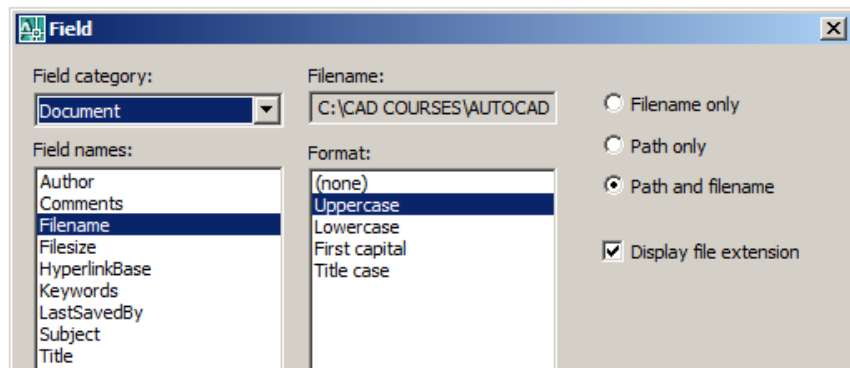 Field
Field category:
Document
Field names:
Author
Comments
Filename
Filesize
HyperlinkBase
Keywords
LastSavedBy
Subject
Title
Filename:
C:\CAD COURSES\AUTOCAD
Format:
(none)
Uppercase
Lowercase
First capital
Title case
Filename only
Path only
Path and filename
Display file extension